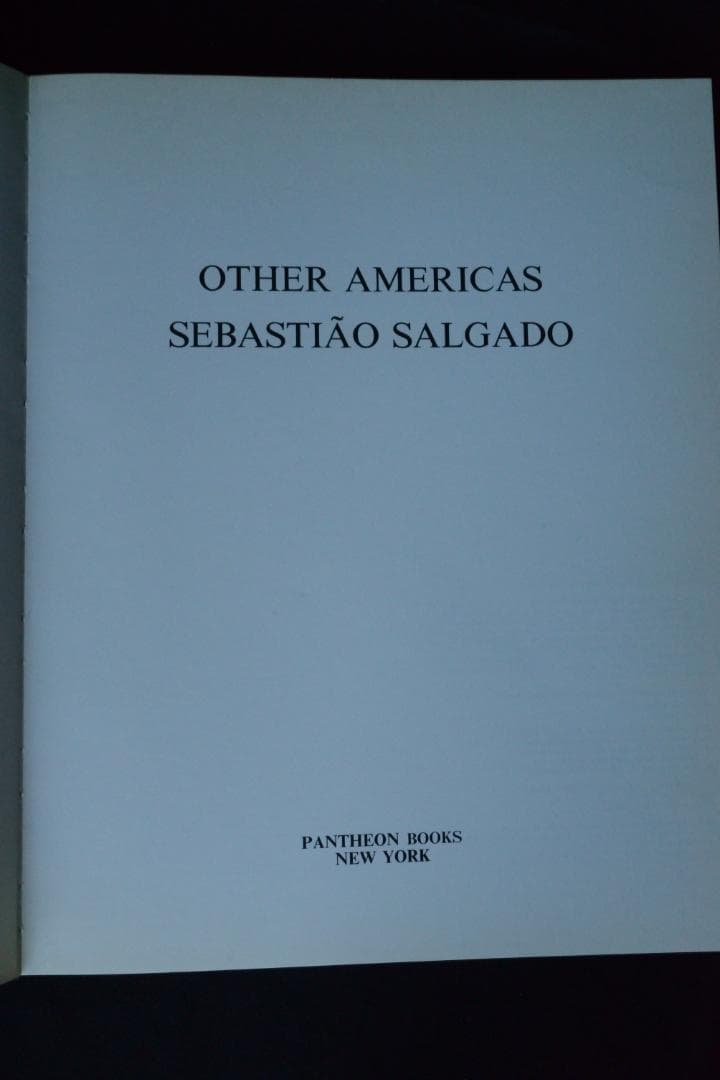 OTHER AMERICAS
SEBASTIÃO SALGADO
PANTHEON BOOKS
NEW YORK